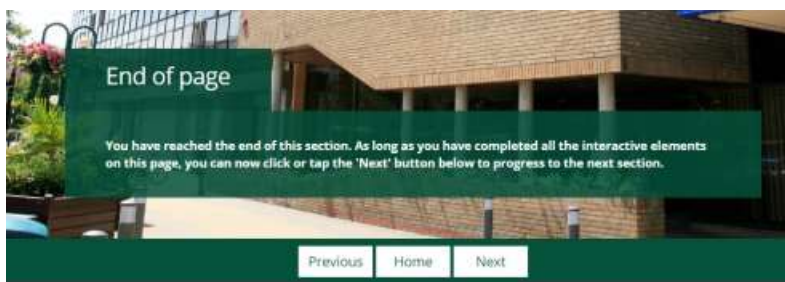 End of page
You have reached the end of this section. As long as you have completed all the interactive elements
on this page, you can now click or tap the 'Next' button below to progress to the next section.
Previous
Home
Next